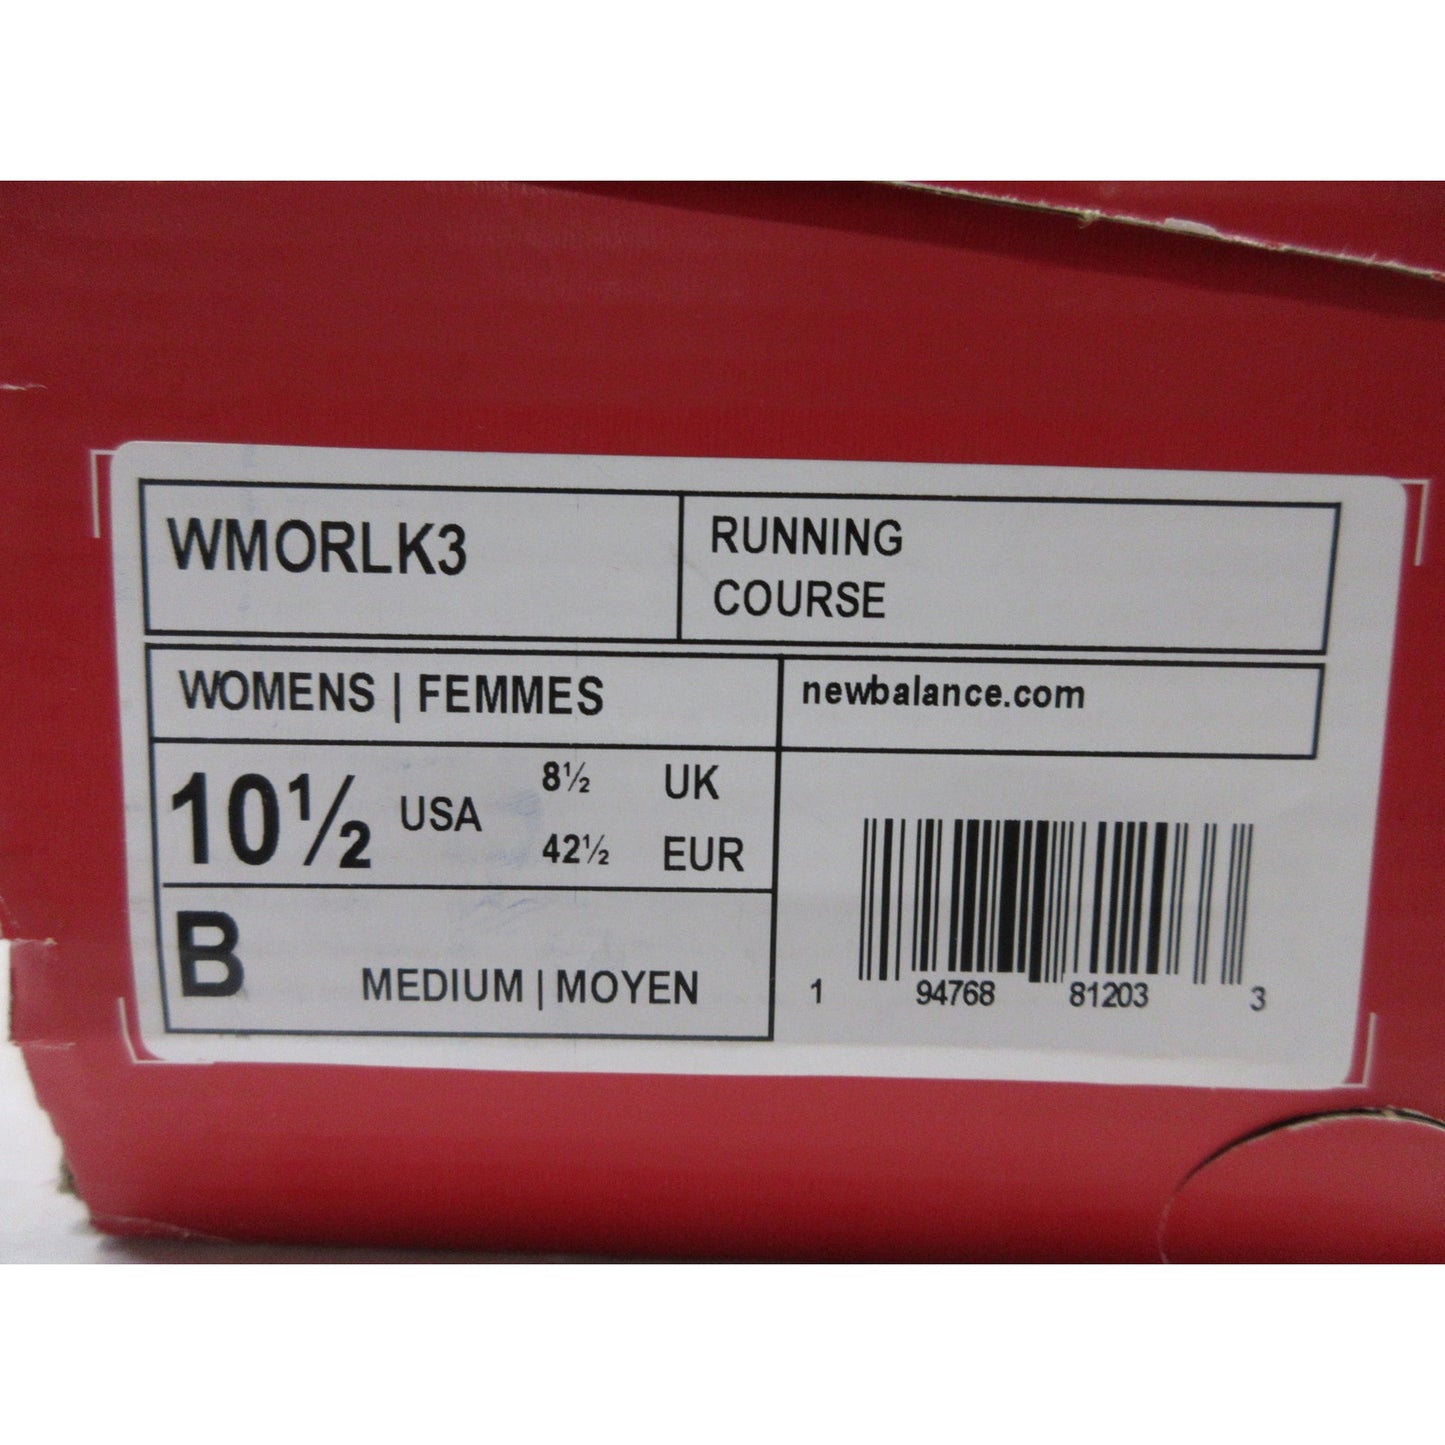 WMORLK3
RUNNING
COURSE
WOMENS | FEMMES
newbalance.com
10½ USA
8½ UK
42½ EUR
B
MEDIUM | MOYEN
1 94768 81203 3